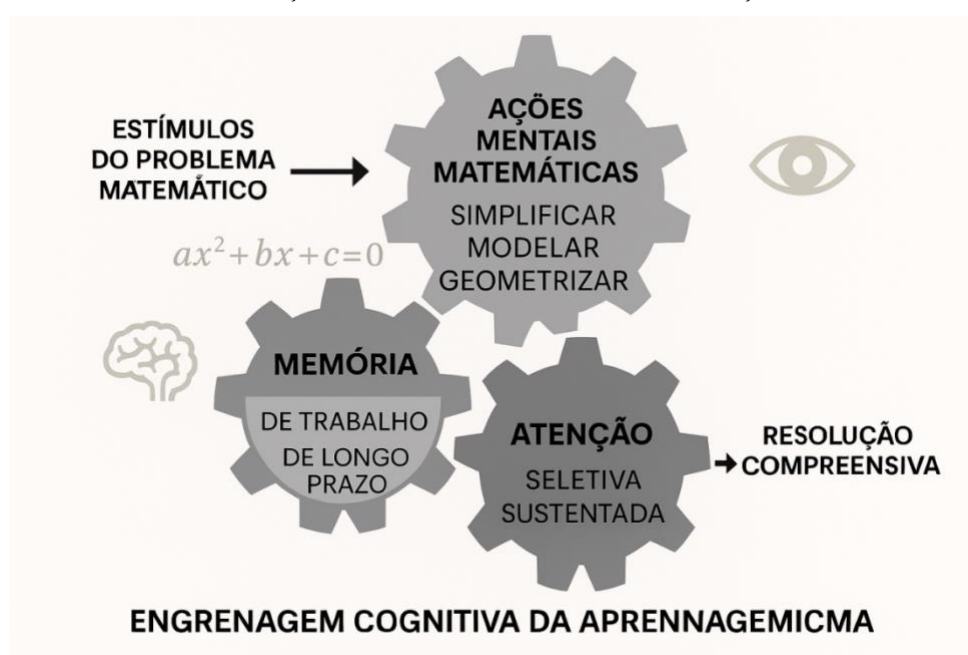 ESTÍMULOS
DO PROBLEMA
MATEMÁTICO
AÇÕES
MENTAIS
MATEMÁTICAS
SIMPLIFICAR
MODELAR
GEOMETRIZAR
ax²+bx+c=0
MEMÓRIA
DE TRABALHO
DE LONGO
PRAZO
ATENÇÃO
SELETIVA
SUSTENTADA
RESOLUÇÃO
COMPREENSIVA
ENGRENAGEM COGNITIVA DA APRENNAGEMICMA